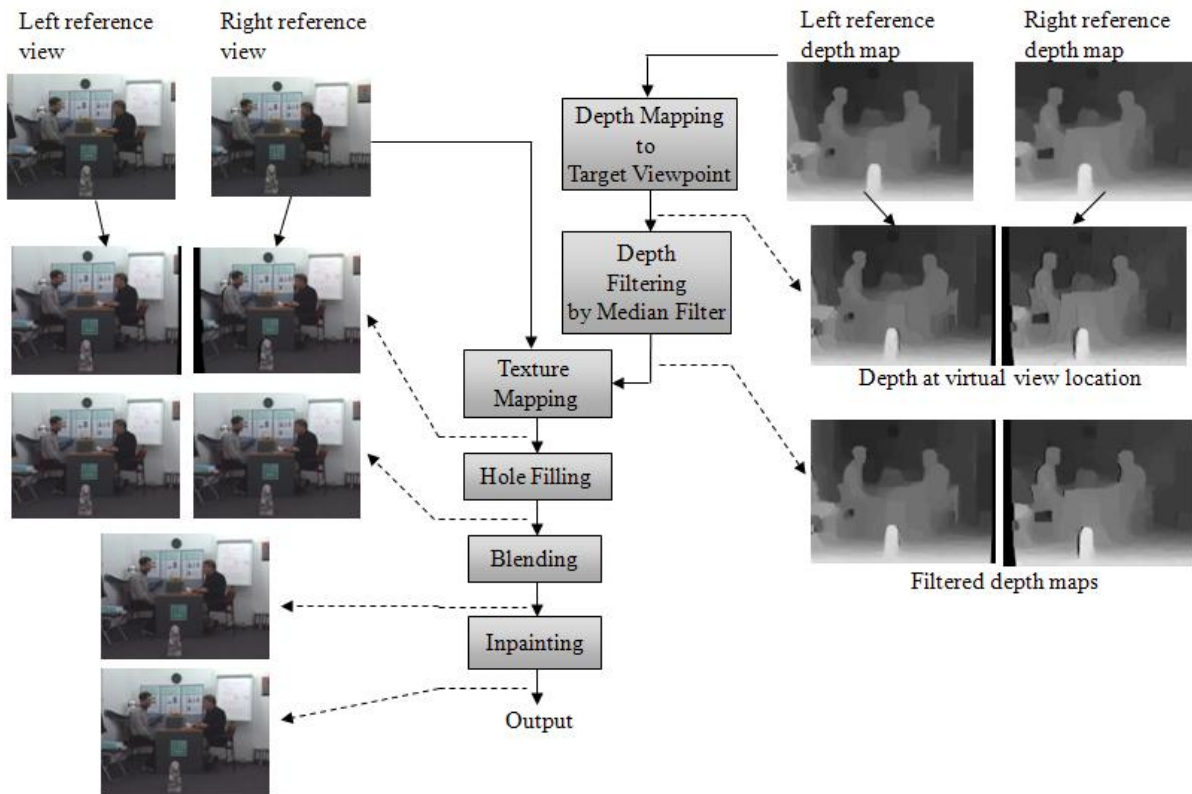 Left reference
view
Right reference
view
Left reference
depth map
Right reference
depth map
Depth Mapping
to
Target Viewpoint
Depth
Filtering
by Median Filter
Texture
Mapping
Depth at virtual view location
Hole Filling
Blending
Filtered depth maps
Inpainting
Output